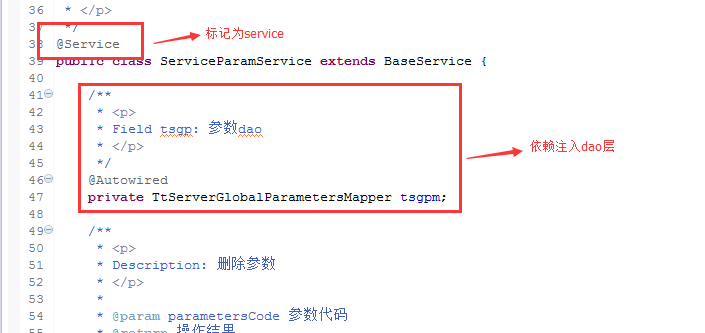 36 * </p>
37 */
38 @Service 标记为service
39 public class ServiceParamService extends BaseService {
40
41 /**
42 * <p>
43 * Field tsgp: 参数dao
44 * </p> 依赖注入dao层
45 */
46 @Autowired
47 private TtServerGlobalParametersMapper tsgpm;
48
49 /**
50 * <p>
51 * Description: 删除参数
52 * </p>
53 *
54 * @param parametersCode 参数代码
55 * @return 操作结果